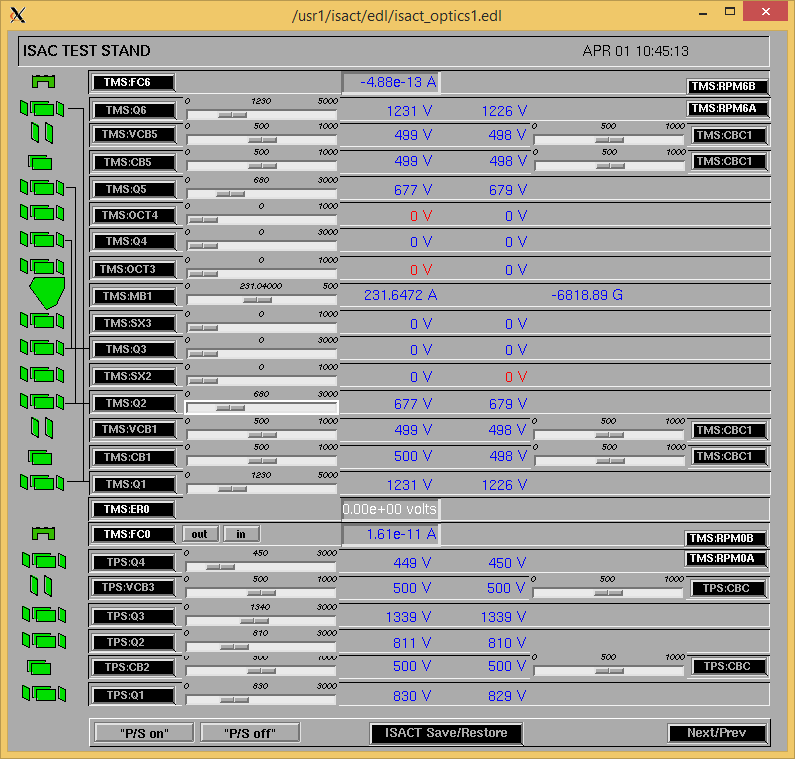 /usr1/isact/edl/isact_optics1.edl
ISAC TEST STAND APR 01 10:45:13
TMS:FC6 -4.88e-13 A TMS:RPM6B
TMS:Q6 0 1230 5000 1231 V 1226 V TMS:RPM6A
TMS:VCB5 0 500 1000 499 V 498 V 0 500 1000 TMS:CBC1
TMS:CB5 0 500 1000 499 V 498 V 0 500 1000 TMS:CBC1
TMS:Q5 0 680 3000 677 V 679 V
TMS:OCT4 0 0 1000 0 V 0 V
TMS:Q4 0 0 3000 0 V 0 V
TMS:OCT3 0 0 1000 0 V 0 V
TMS:MB1 0 231.04000 500 231.6472 A -6818.89 G
TMS:SX3 0 0 1000 0 V 0 V
TMS:Q3 0 0 3000 0 V 0 V
TMS:SX2 0 0 1000 0 V 0 V
TMS:Q2 0 680 3000 677 V 679 V
TMS:VCB1 0 500 1000 499 V 498 V 0 500 1000 TMS:CBC1
TMS:CB1 0 500 1000 500 V 498 V 0 500 1000 TMS:CBC1
TMS:Q1 0 1230 5000 1231 V 1226 V
TMS:ER0 0.00e+00 volts
TMS:FC0 out in 1.61e-11 A TMS:RPM0B
TPS:Q4 0 450 3000 449 V 450 V TMS:RPM0A
TPS:VCB3 0 500 1000 500 V 500 V 0 500 1000 TPS:CBC
TPS:Q3 0 1340 3000 1339 V 1339 V
TPS:Q2 0 810 3000 811 V 810 V
TPS:CB2 0 500 1000 500 V 500 V 0 500 1000 TPS:CBC
TPS:Q1 0 830 3000 830 V 829 V
"P/S on" "P/S off" ISACT Save/Restore Next/Prev